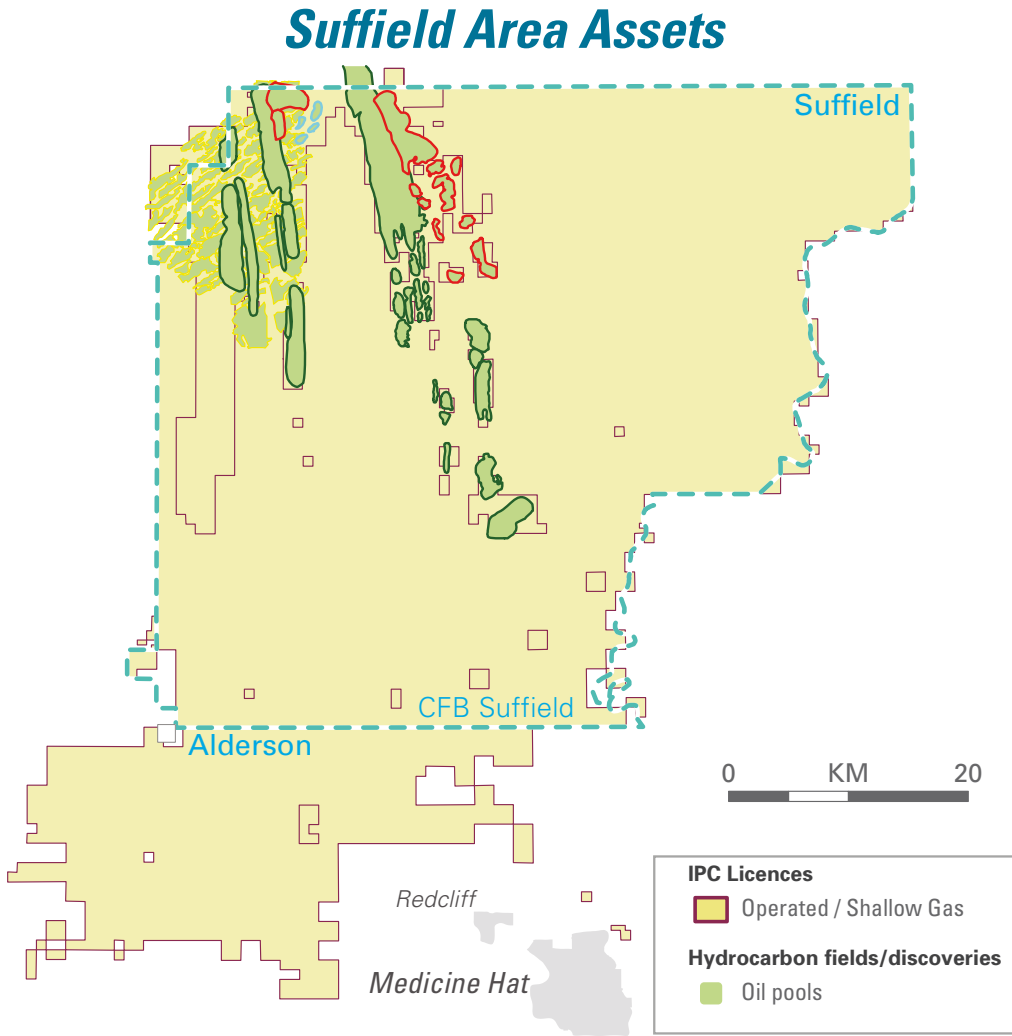 Suffield Area Assets
Suffield
CFB Suffield
Alderson
0 KM 20
Redcliff
Medicine Hat
IPC Licences
Operated / Shallow Gas
Hydrocarbon fields/discoveries
Oil pools